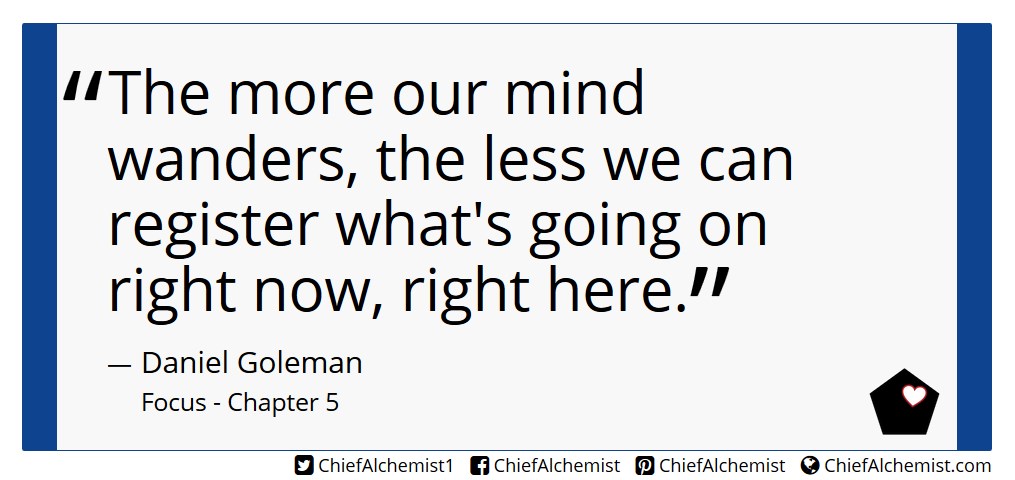 “The more our mind
wanders, the less we can
register what's going on
right now, right here.”
— Daniel Goleman
Focus - Chapter 5
ChiefAlchemist1 ChiefAlchemist ChiefAlchemist ChiefAlchemist.com